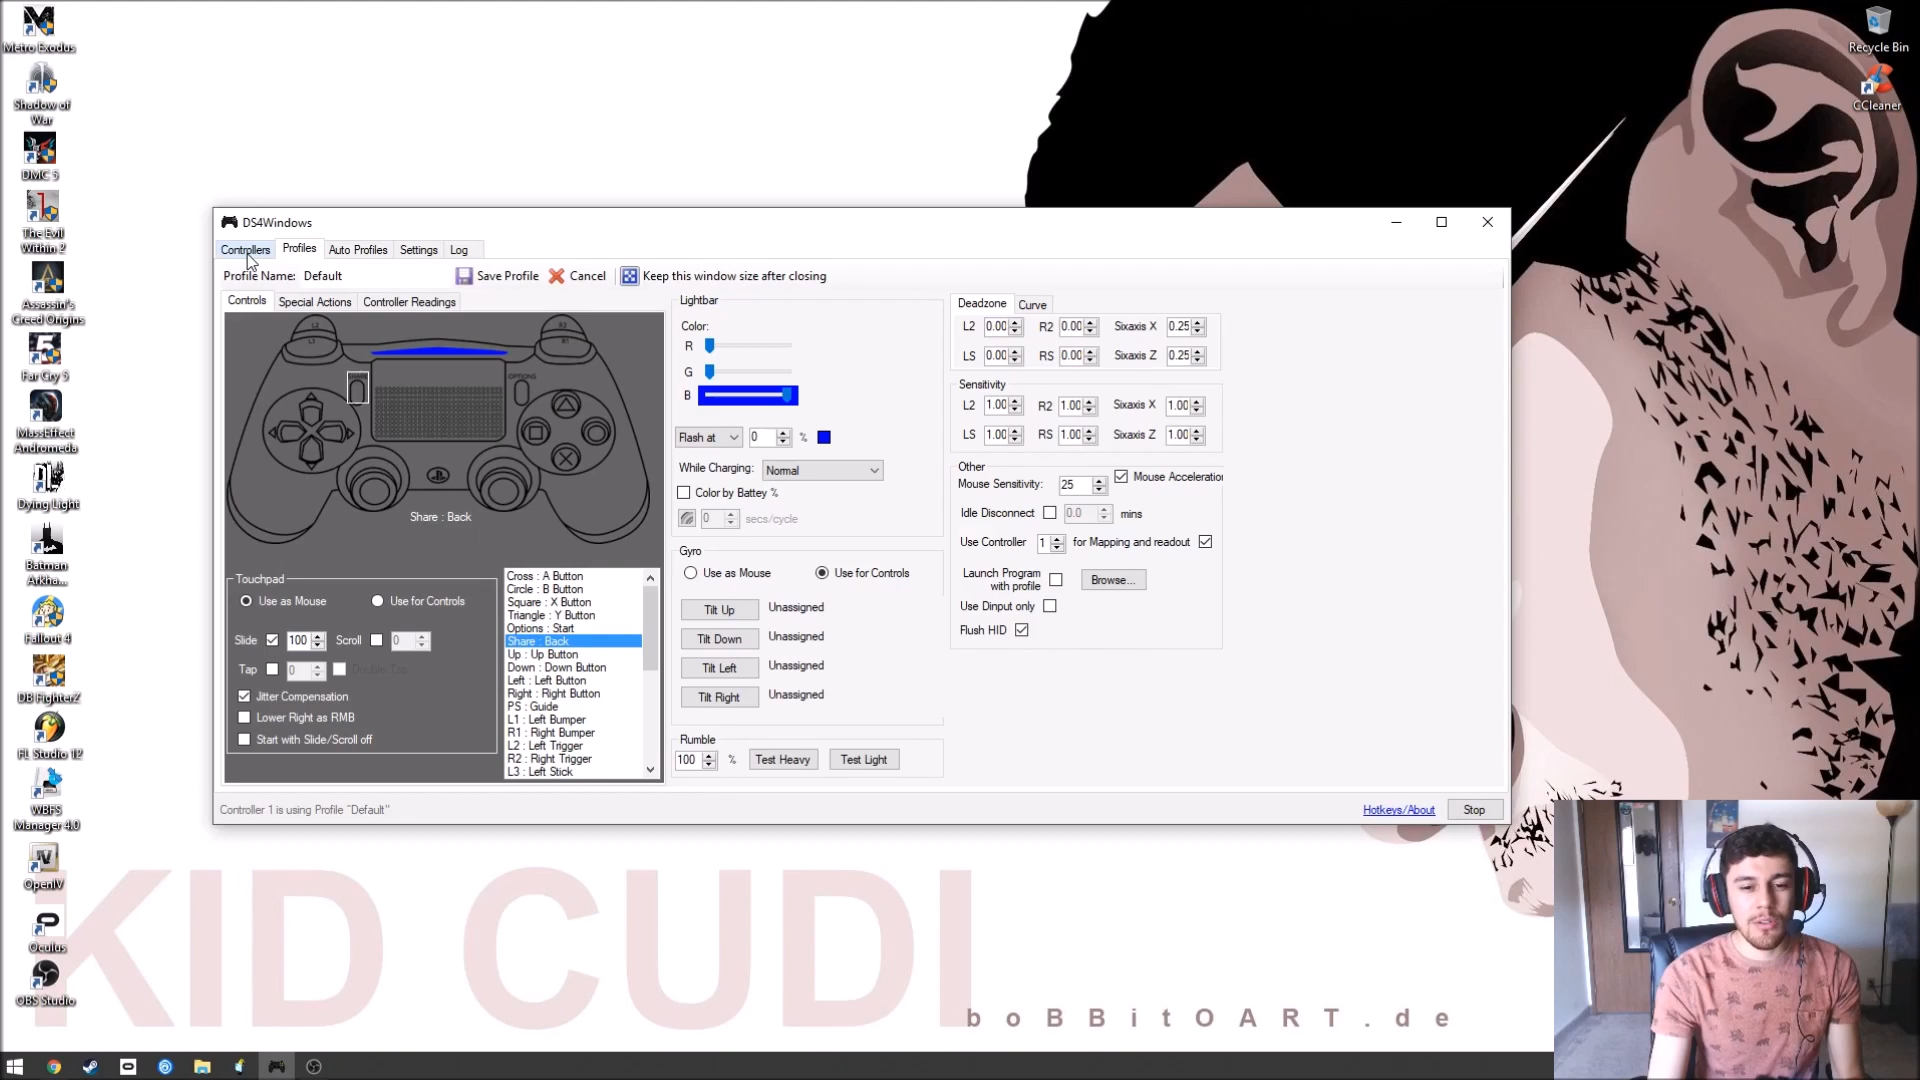 Metro Exodus
Shadow of
War
DMC 5
The Evil
Within 2
Assassin's
Creed Origins
Far Cry 5
MassEffect
Andromeda
Dying Light
Batman
Arkha...
Fallout 4
DB FighterZ
FL Studio 12
WBFS
Manager 4.0
OpenIV
Oculus
OBS Studio
Recycle Bin
CCleaner
DS4Windows
Controllers Profiles Auto Profiles Settings Log
Profile Name: Default Save Profile Cancel Keep this window size after closing
Controls Special Actions Controller Readings
L2 R2
L3 R1
SHARE OPTIONS
Share : Back
Touchpad
Use as Mouse Use for Controls
Slide 100 Scroll 0
Tap 0 Double Tap
Jitter Compensation
Lower Right as RMB
Start with Slide/Scroll off
Cross : A Button
Circle : B Button
Square : X Button
Triangle : Y Button
Options : Start
Share : Back
Up : Up Button
Down : Down Button
Left : Left Button
Right : Right Button
PS : Guide
L1 : Left Bumper
R1 : Right Bumper
L2 : Left Trigger
R2 : Right Trigger
L3 : Left Stick
Lightbar
Color:
R
G
B
Flash at 0 %
While Charging: Normal
Color by Battey %
0 secs/cycle
Gyro
Use as Mouse Use for Controls
Tilt Up Unassigned
Tilt Down Unassigned
Tilt Left Unassigned
Tilt Right Unassigned
Rumble
100 % Test Heavy Test Light
Deadzone Curve
L2 0.00 R2 0.00 Sixaxis X 0.25
LS 0.00 RS 0.00 Sixaxis Z 0.25
Sensitivity
L2 1.00 R2 1.00 Sixaxis X 1.00
LS 1.00 RS 1.00 Sixaxis Z 1.00
Other
Mouse Sensitivity: 25 Mouse Acceleration
Idle Disconnect 0.0 mins
Use Controller 1 for Mapping and readout
Launch Program
with profile Browse...
Use Dinput only
Flush HID
Controller 1 is using Profile "Default"
Hotkeys/About Stop
KID CUDI
boBBitOART.de